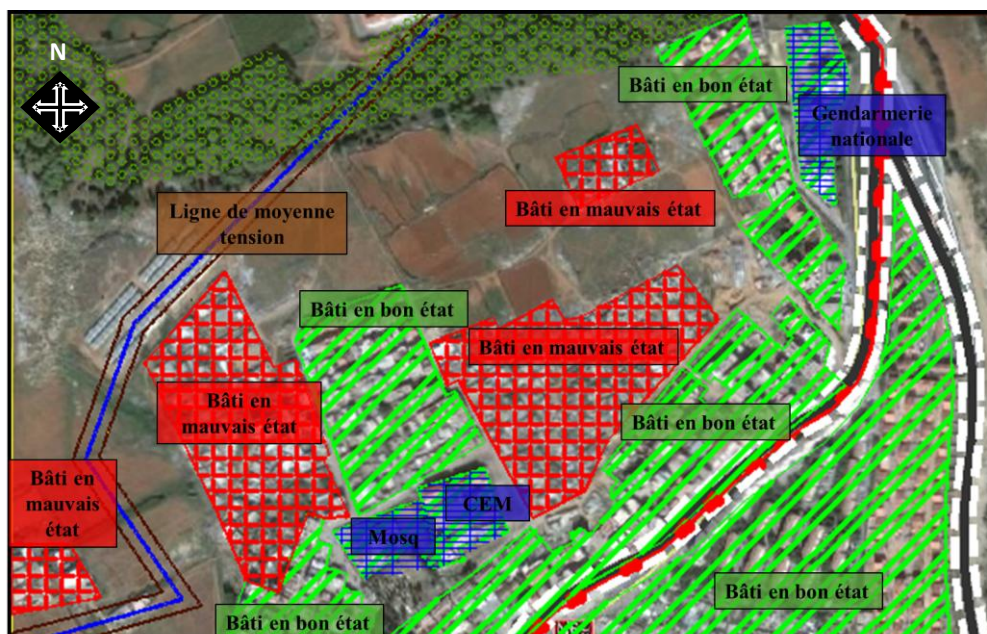 N
Bâti en bon état
Gendarmerie
nationale
Ligne de moyenne
tension
Bâti en mauvais état
Bâti en bon état
Bâti en mauvais état
Bâti en
mauvais état
Bâti en bon état
Bâti en
mauvais
état
CEM
Mosq
Bâti en bon état
Bâti en bon état